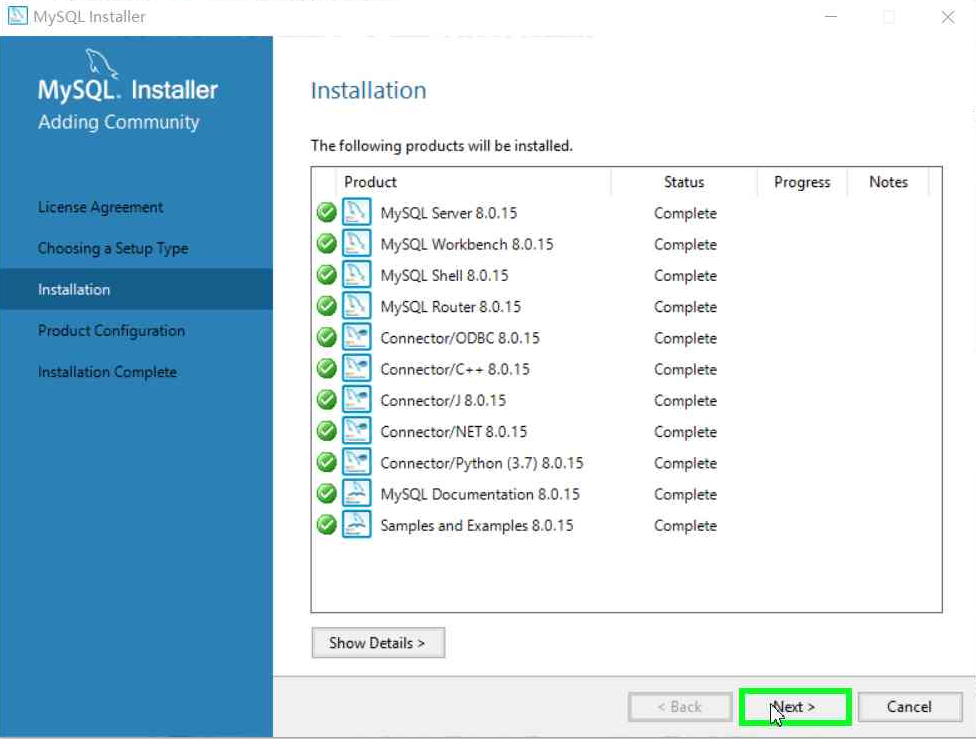 MySQL Installer
MySQL. Installer
Adding Community
License Agreement
Choosing a Setup Type
Installation
Product Configuration
Installation Complete
Installation
The following products will be installed.
Product Status Progress Notes
MySQL Server 8.0.15 Complete
MySQL Workbench 8.0.15 Complete
MySQL Shell 8.0.15 Complete
MySQL Router 8.0.15 Complete
Connector/ODBC 8.0.15 Complete
Connector/C++ 8.0.15 Complete
Connector/J 8.0.15 Complete
Connector/NET 8.0.15 Complete
Connector/Python (3.7) 8.0.15 Complete
MySQL Documentation 8.0.15 Complete
Samples and Examples 8.0.15 Complete
Show Details >
< Back Next > Cancel